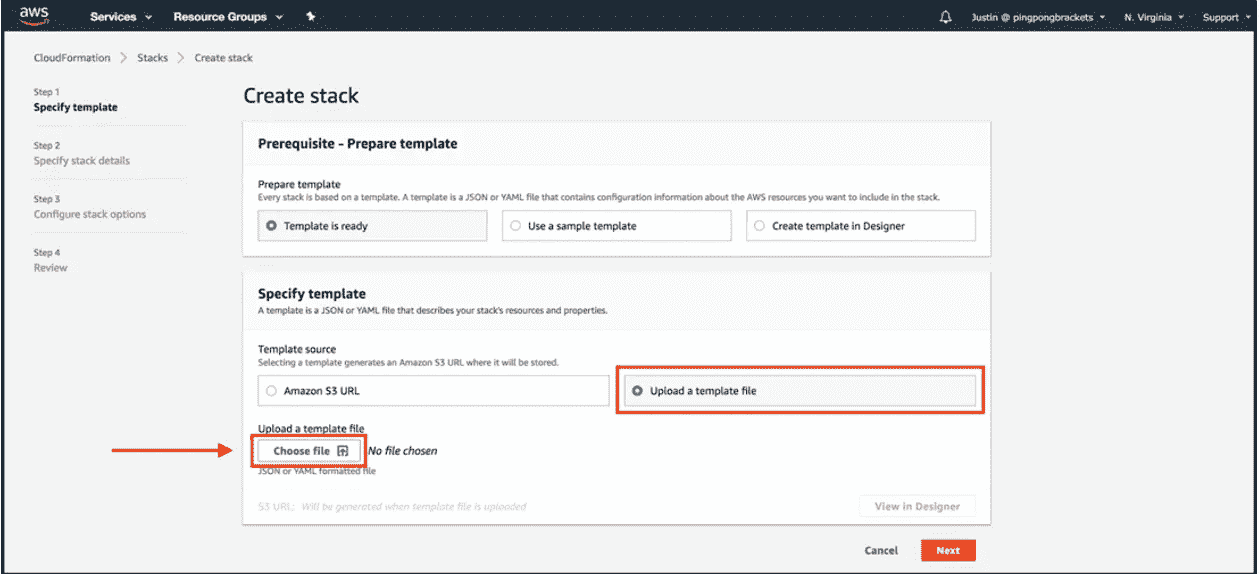 aws
Services
Resource Groups
Justin @ pingpongbrackets
N. Virginia
Support
CloudFormation
Stacks
Create stack
Step 1
Specify template
Step 2
Specify stack details
Step 3
Configure stack options
Step 4
Review
Create stack
Prerequisite - Prepare template
Prepare template
Every stack is based on a template. A template is a JSON or YAML file that contains configuration information about the AWS resources you want to include in the stack.
Template is ready
Use a sample template
Create template in Designer
Specify template
A template is a JSON or YAML file that describes your stack's resources and properties.
Template source
Selecting a template generates an Amazon S3 URL where it will be stored.
Amazon S3 URL
Upload a template file
Upload a template file
Choose file
No file chosen
JSON or YAML formatted file
S3 URL: Will be generated when template file is uploaded
View in Designer
Cancel
Next